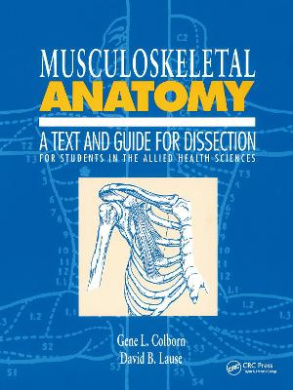 MUSCULOSKELETAL
ANATOMY
A TEXT AND GUIDE FOR DISSECTION
FOR STUDENTS IN THE ALLIED HEALTH SCIENCES
Gene L. Colborn
David B. Lause
CRC Press